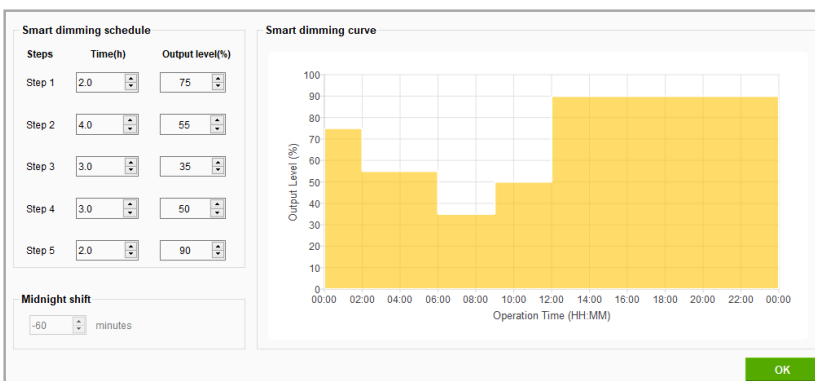 Smart dimming schedule
Steps Time(h) Output level(%)
Step 1 2.0 75
Step 2 4.0 55
Step 3 3.0 35
Step 4 3.0 50
Step 5 2.0 90
Midnight shift
-60 minutes
Smart dimming curve
100
90
80
70
60
50
40
30
20
10
0
Output Level (%)
00:00 02:00 04:00 06:00 08:00 10:00 12:00 14:00 16:00 18:00 20:00 22:00 00:00
Operation Time (HH:MM)
OK